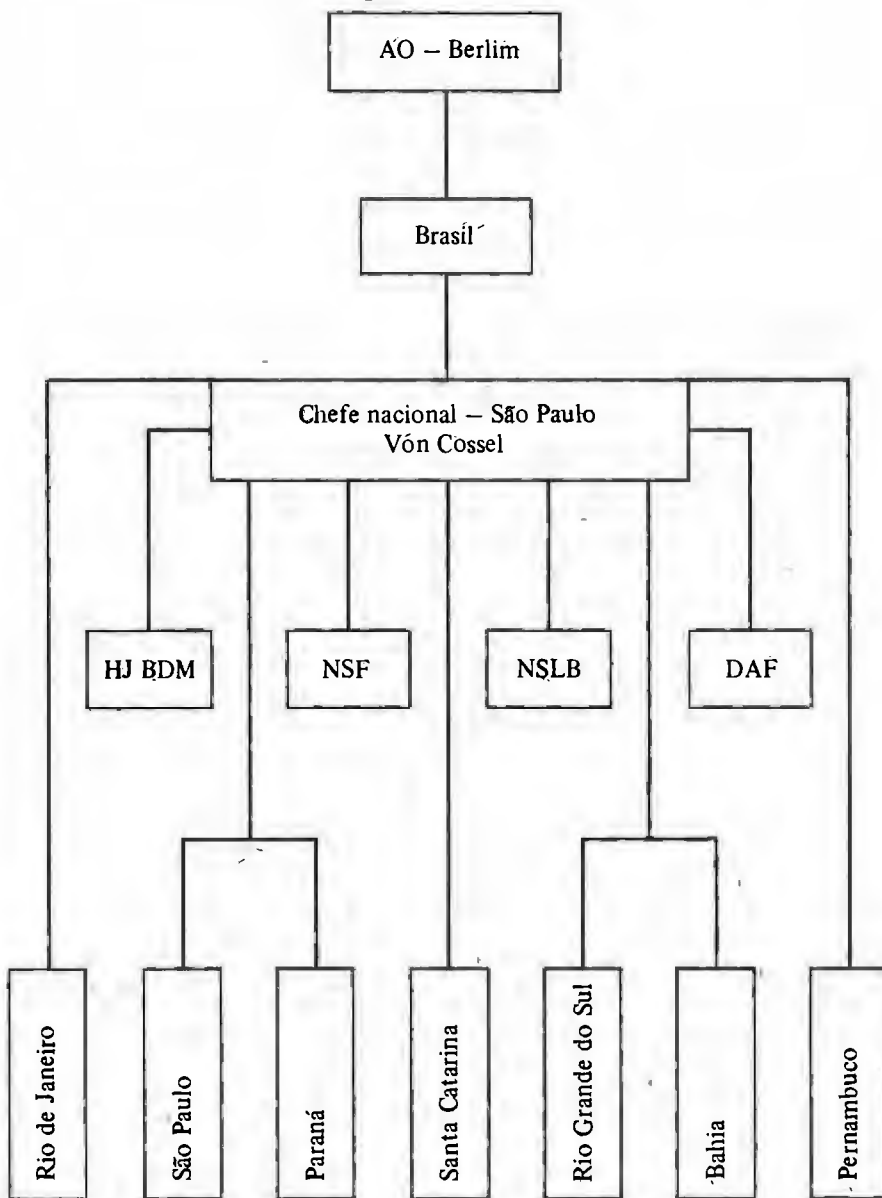 AO – Berlim
Brasil
Chefe nacional – São Paulo
Vón Cossel
HJ BDM
NSF
NSLB
DAF
Rio de Janeiro
São Paulo
Paraná
Santa Catarina
Rio Grande do Sul
Bahia
Pernambuco